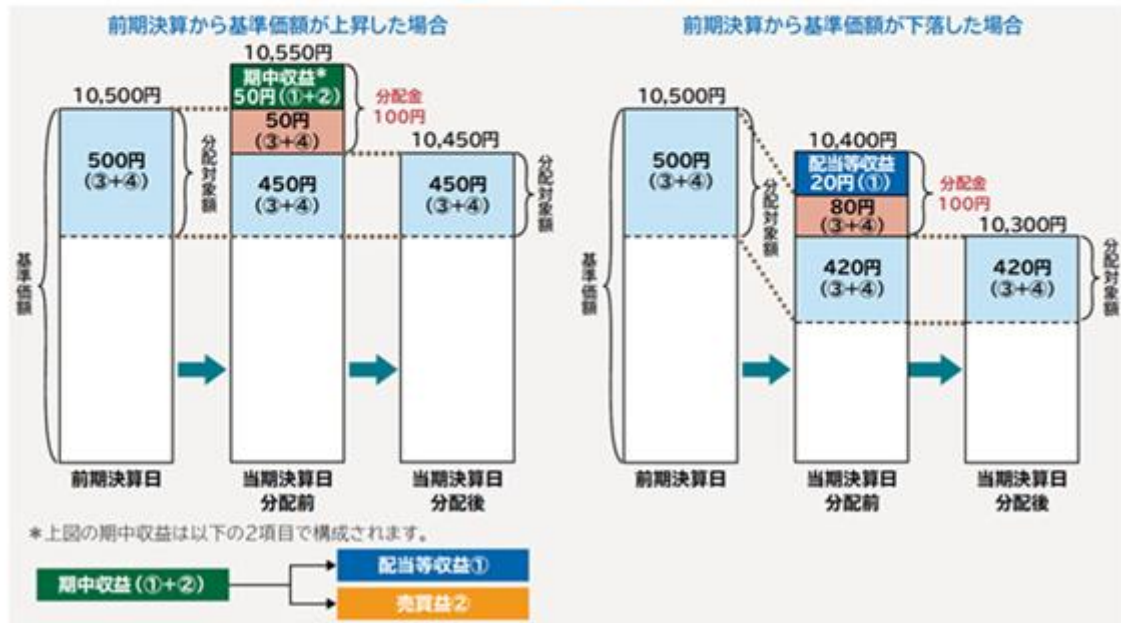 前期決算から基準価額が上昇した場合
10,500円
500円
(③+④)
分配対象額
基準価額
前期決算日
10,550円
期中収益*
50円(①+②)
50円
(③+④)
450円
(③+④)
分配金
100円
当期決算日
分配前
10,450円
450円
(③+④)
分配対象額
当期決算日
分配後
前期決算から基準価額が下落した場合
10,500円
500円
(③+④)
分配対象額
基準価額
前期決算日
10,400円
配当等収益
20円(①)
80円
(③+④)
420円
(③+④)
分配金
100円
当期決算日
分配前
10,300円
420円
(③+④)
分配対象額
当期決算日
分配後
*上図の期中収益は以下の2項目で構成されます。
期中収益(①+②)
配当等収益①
売買益②